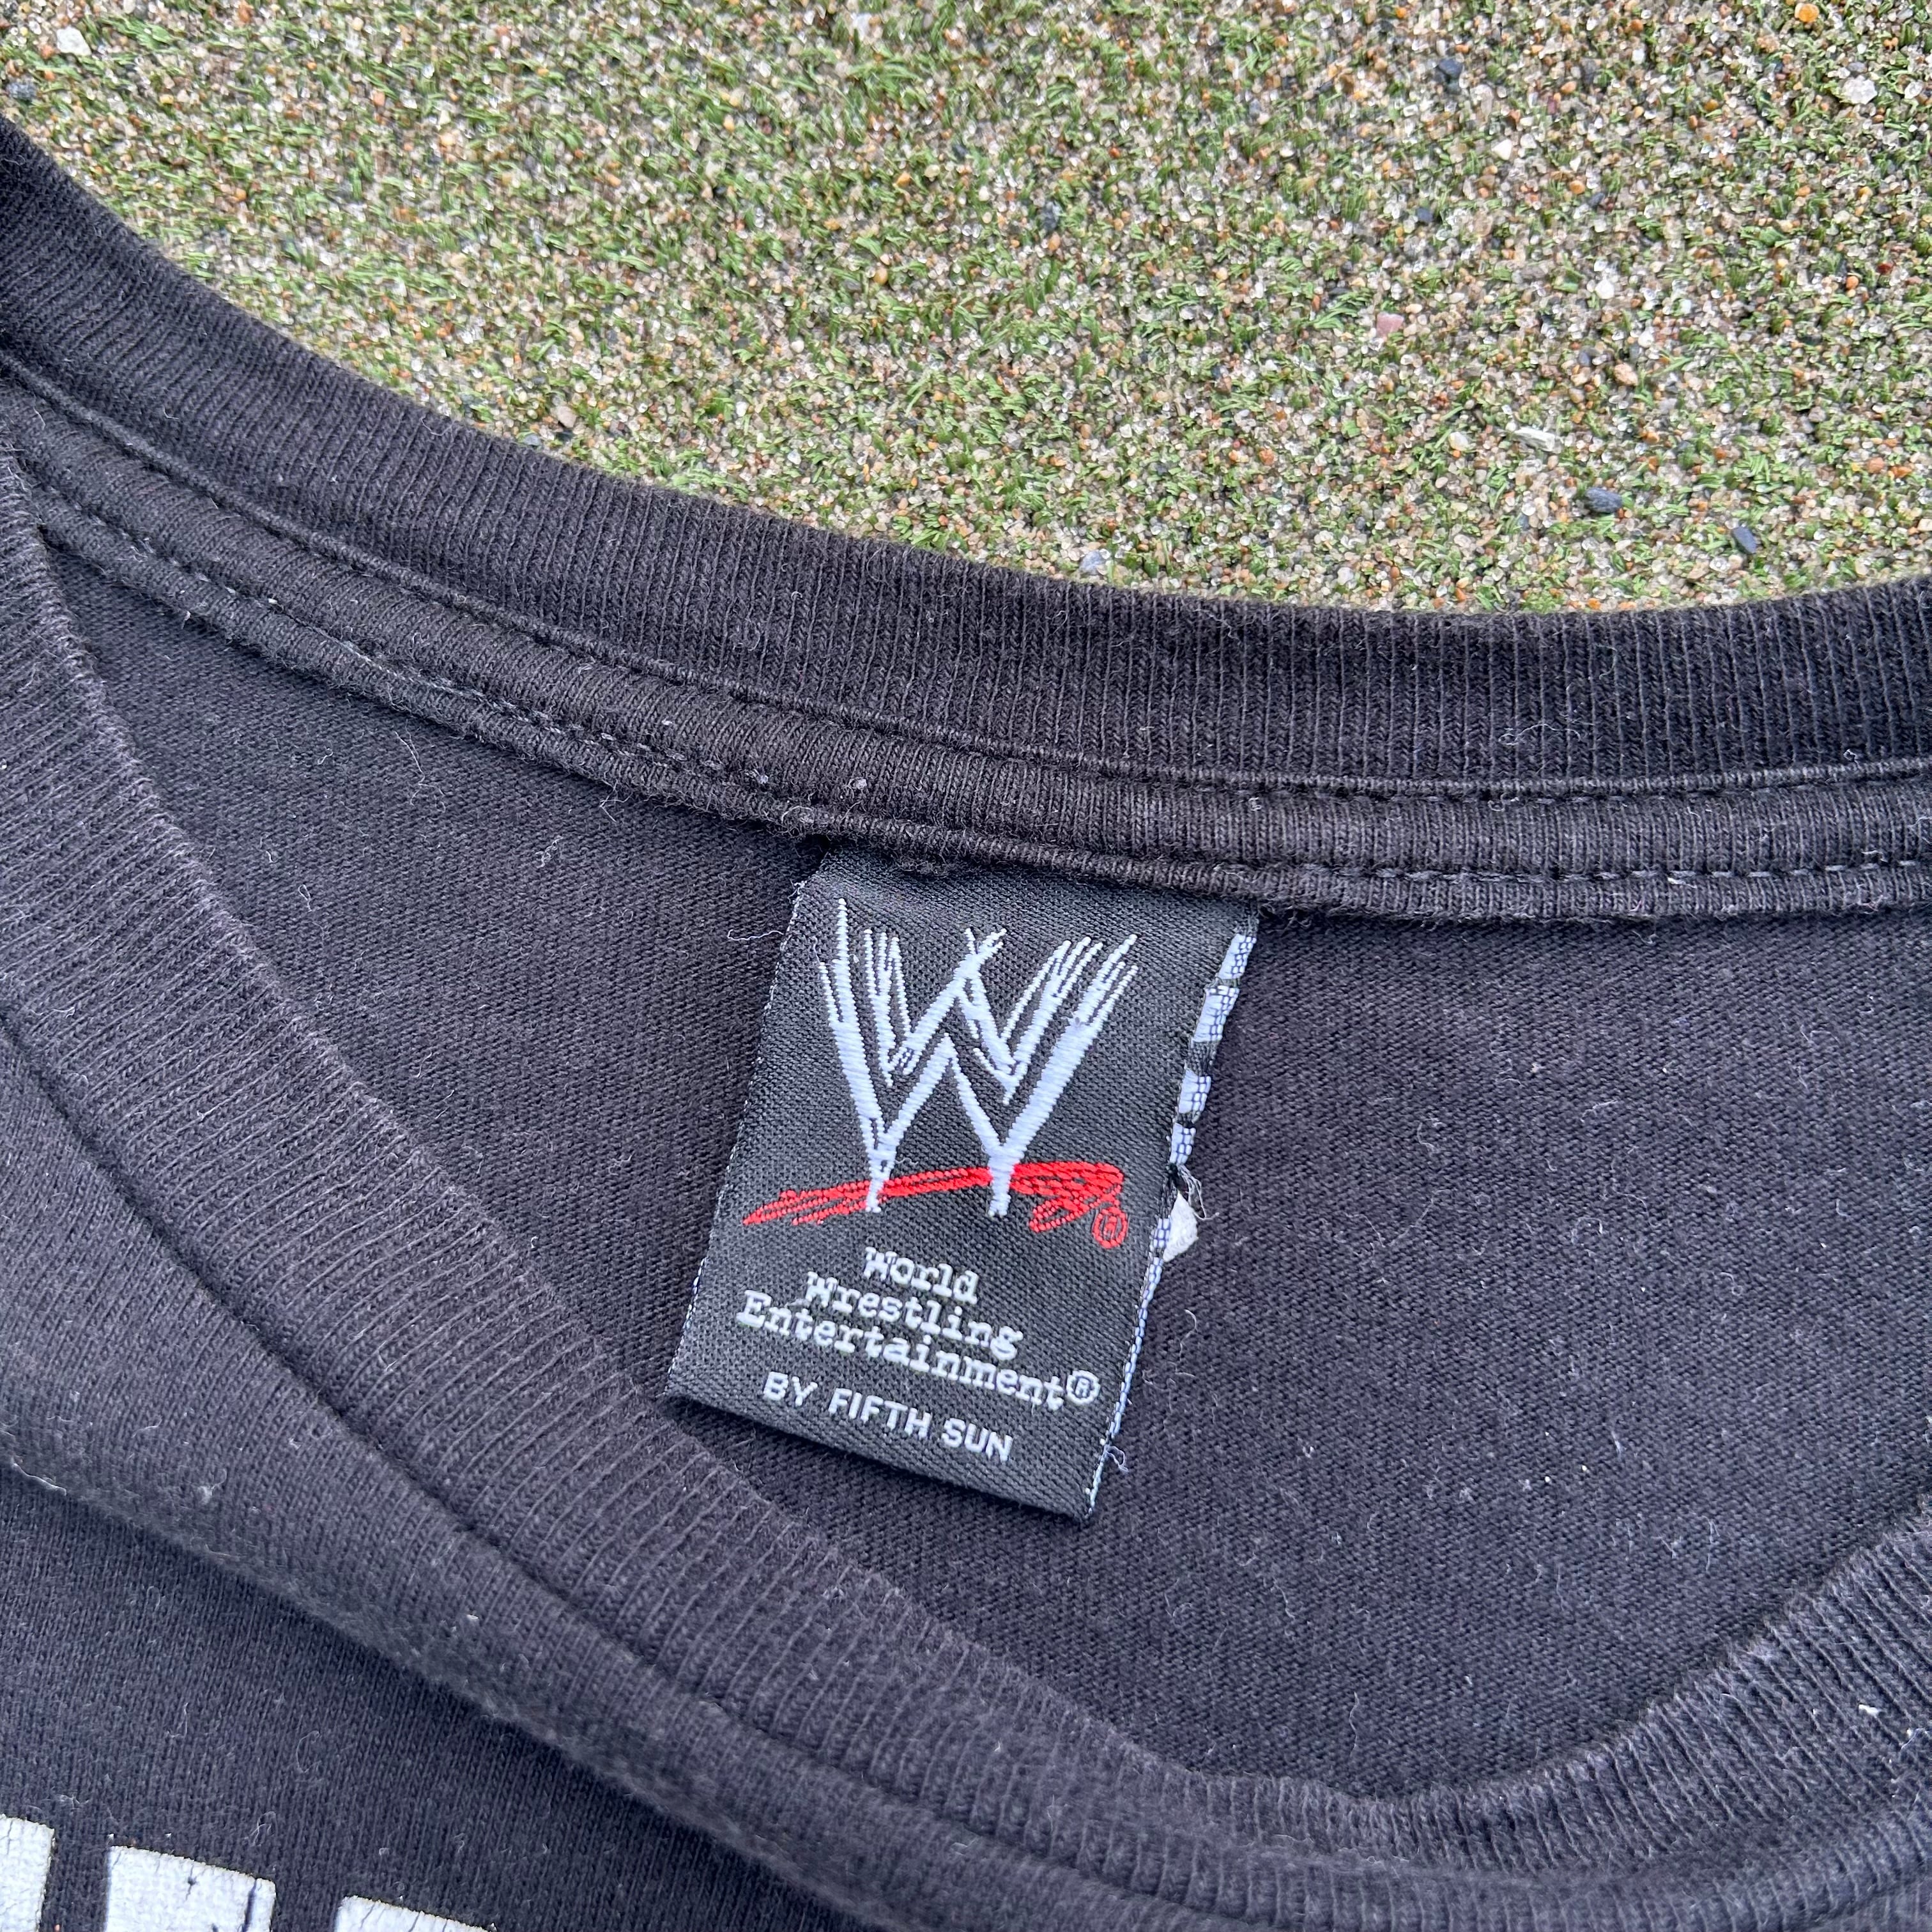 W
®
World
Wrestling
Entertainment®
BY FIFTH SUN